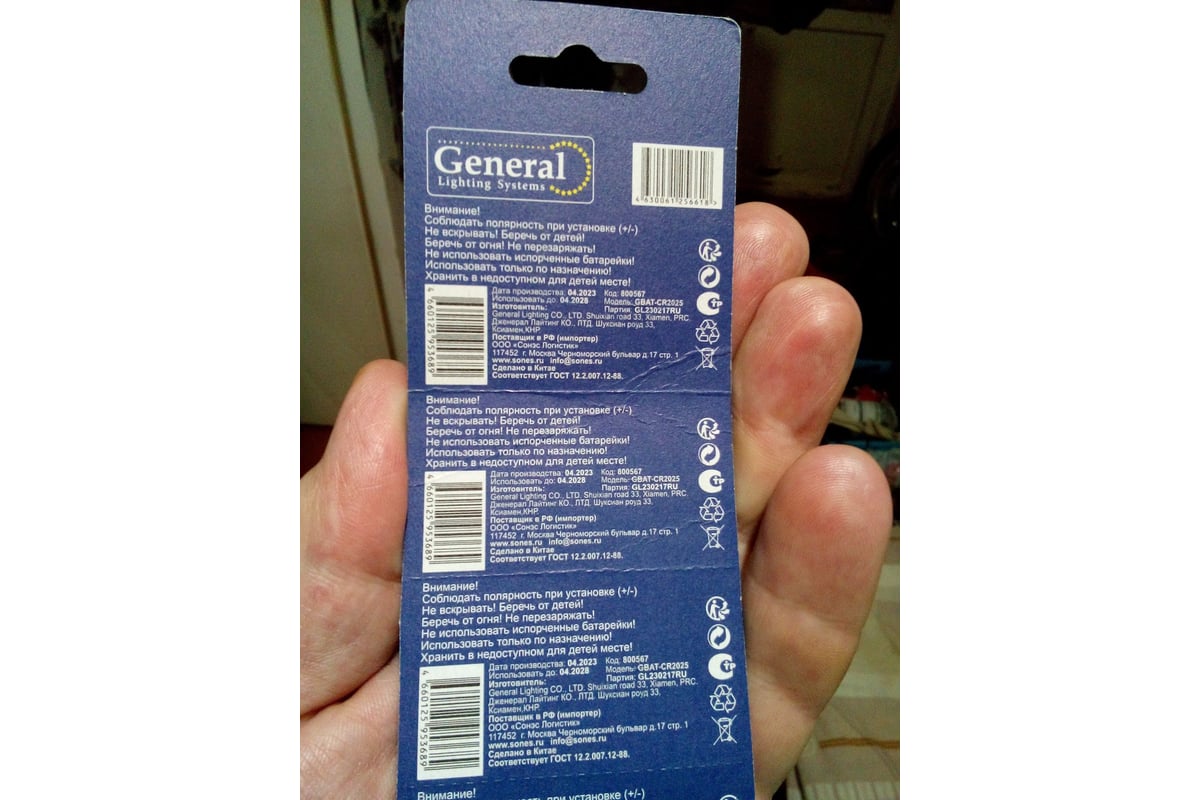 General
Lighting Systems
4 630061 256618 >
Внимание!
Соблюдать полярность при установке (+/-)
Не вскрывать! Беречь от детей!
Беречь от огня! Не перезаряжать!
Не использовать испорченные батарейки!
Использовать только по назначению!
Хранить в недоступном для детей месте!
4 660125 953689
Дата производства: 04.2023 Код: 800567
Использовать до: 04.2028 Модель: GBAT-CR2025
Изготовитель: Партия: GL230217RU
General Lighting CO., LTD. Shuixian road 33, Xiamen, PRC.
Дженерал Лайтинг КО., ЛТД. Шуксиан роуд 33,
Ксиамен,КНР.
Поставщик в РФ (импортер)
ООО «Сонэс Логистик»
117452 г. Москва Черноморский бульвар д.17 стр. 1
www.sones.ru info@sones.ru
Сделано в Китае
Соответствует ГОСТ 12.2.007.12-88.
Внимание!
Соблюдать полярность при установке (+/-)
Не вскрывать! Беречь от детей!
Беречь от огня! Не перезаряжать!
Не использовать испорченные батарейки!
Использовать только по назначению!
Хранить в недоступном для детей месте!
4 660125 953689
Дата производства: 04.2023 Код: 800567
Использовать до: 04.2028 Модель: GBAT-CR2025
Изготовитель: Партия: GL230217RU
General Lighting CO., LTD. Shuixian road 33, Xiamen, PRC.
Дженерал Лайтинг КО., ЛТД. Шуксиан роуд 33,
Ксиамен,КНР.
Поставщик в РФ (импортер)
ООО «Сонэс Логистик»
117452 г. Москва Черноморский бульвар д.17 стр. 1
www.sones.ru info@sones.ru
Сделано в Китае
Соответствует ГОСТ 12.2.007.12-88.
Внимание!
Соблюдать полярность при установке (+/-)
Не вскрывать! Беречь от детей!
Беречь от огня! Не перезаряжать!
Не использовать испорченные батарейки!
Использовать только по назначению!
Хранить в недоступном для детей месте!
4 660125 953689
Дата производства: 04.2023 Код: 800567
Использовать до: 04.2028 Модель: GBAT-CR2025
Изготовитель: Партия: GL230217RU
General Lighting CO., LTD. Shuixian road 33, Xiamen, PRC.
Дженерал Лайтинг КО., ЛТД. Шуксиан роуд 33,
Ксиамен,КНР.
Поставщик в РФ (импортер)
ООО «Сонэс Логистик»
117452 г. Москва Черноморский бульвар д.17 стр. 1
www.sones.ru info@sones.ru
Сделано в Китае
Соответствует ГОСТ 12.2.007.12-88.
Внимание!
при установке (+/-)